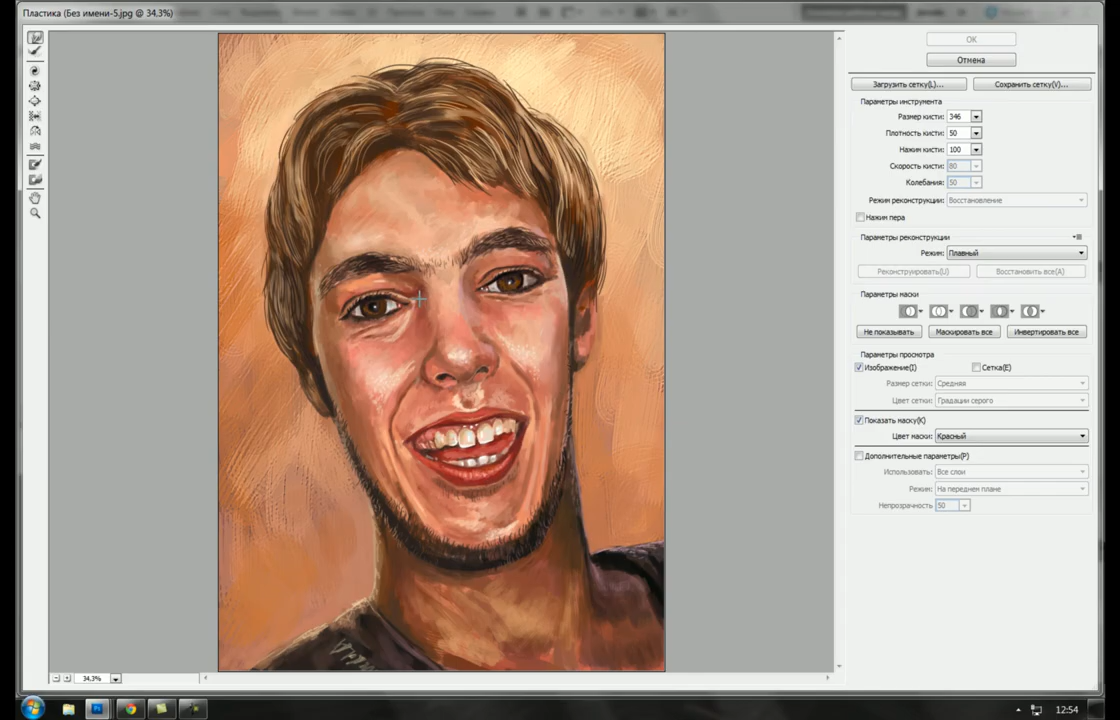 Пластика (Без имени-5.jpg @ 34,3%)
OK
Отмена
Загрузить сетку(L)...
Сохранить сетку(V)...
Параметры инструмента
Размер кисти: 346
Плотность кисти: 50
Нажим кисти: 100
Скорость кисти: 80
Колебания: 50
Режим реконструкции: Восстановление
Нажим пера
Параметры реконструкции
Режим: Плавный
Реконструировать(U)
Восстановить все(A)
Параметры маски
Не показывать
Маскировать все
Инвертировать все
Параметры просмотра
Изображение(I)
Сетка(E)
Размер сетки: Средняя
Цвет сетки: Градации серого
Показать маску(K)
Цвет маски: Красный
Дополнительные параметры(P)
Использовать: Все слои
Режим: На переднем плане
Непрозрачность 50
34,3%
12:54